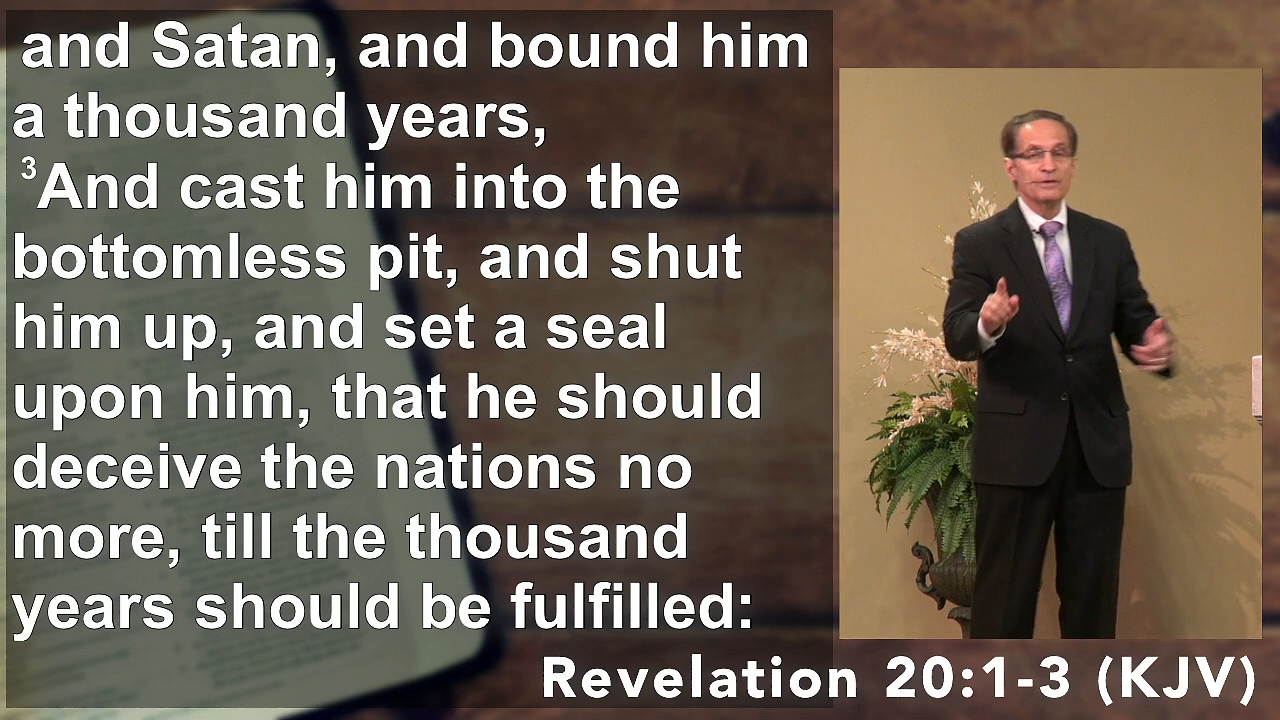 and Satan, and bound him
a thousand years,
3And cast him into the
bottomless pit, and shut
him up, and set a seal
upon him, that he should
deceive the nations no
more, till the thousand
years should be fulfilled:
Revelation 20:1-3 (KJV)